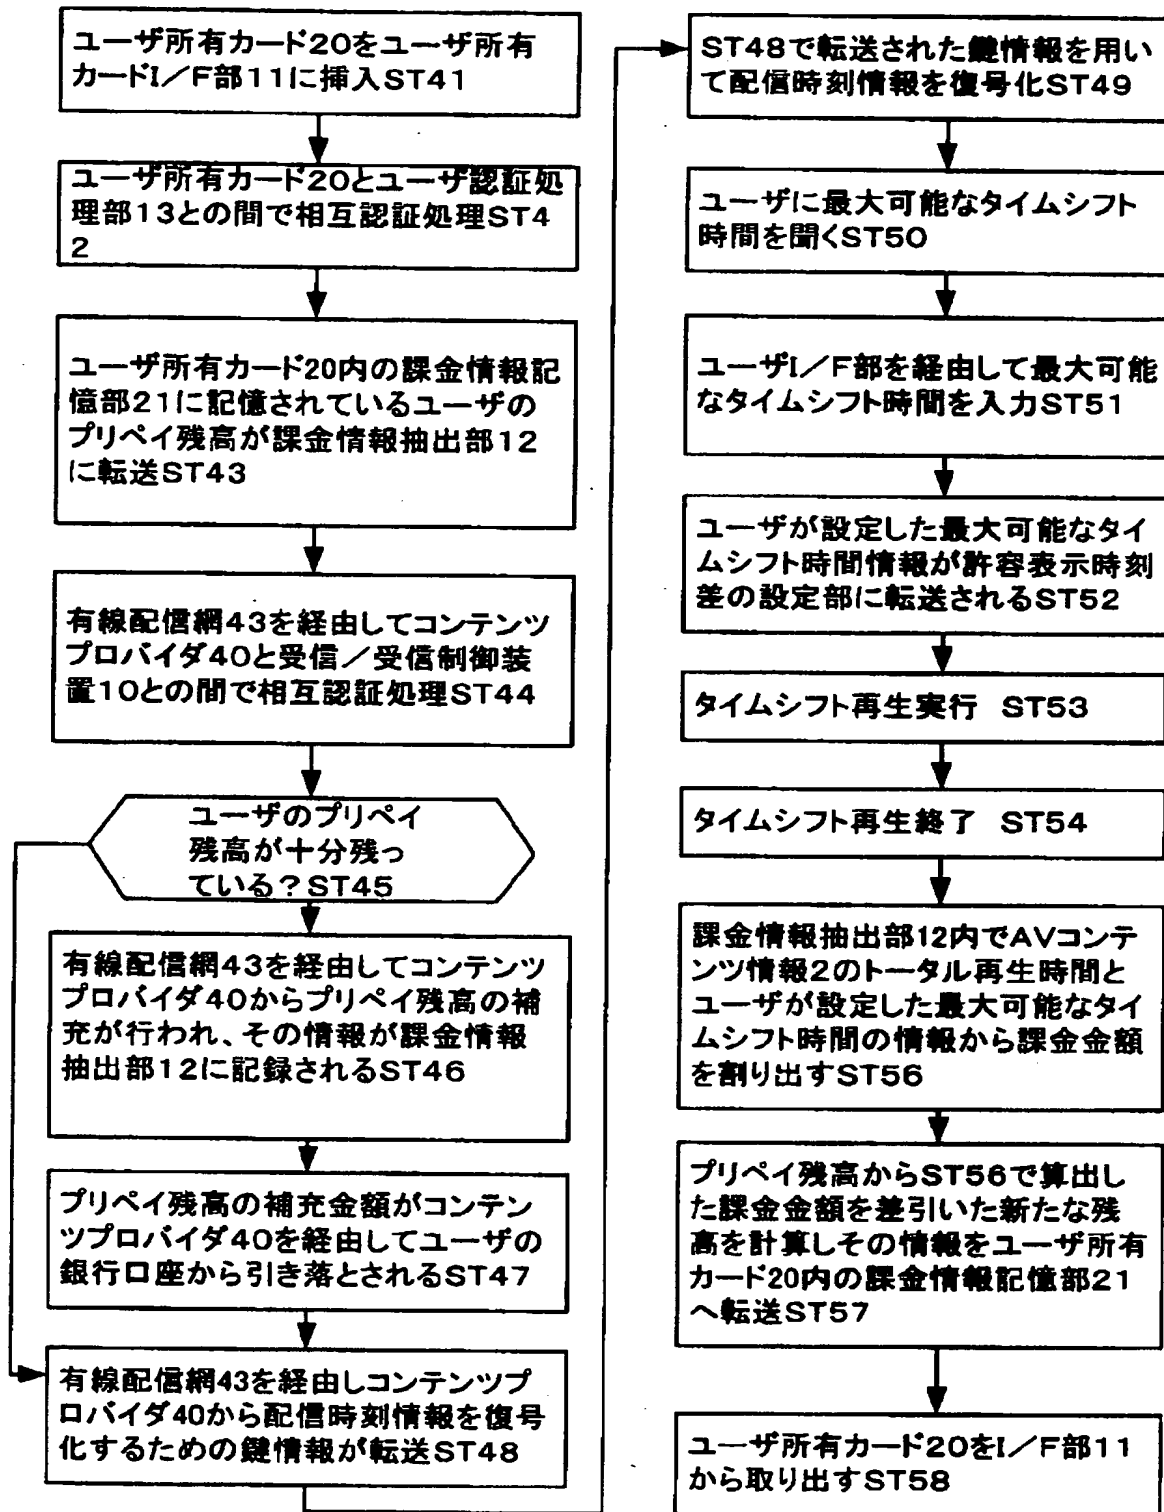 ユーザ所有カード20をユーザ所有
カードI／F部11に挿入ST41
ユーザ所有カード20とユーザ認証処
理部13との間で相互認証処理ST4
2
ユーザ所有カード20内の課金情報記
憶部21に記憶されているユーザの
プリペイ残高が課金情報抽出部12
に転送ST43
有線配信網43を経由してコンテンツ
プロバイダ40と受信／受信制御装
置10との間で相互認証処理ST44
ユーザのプリペイ
残高が十分残っ
ている？ST45
有線配信網43を経由してコンテンツ
プロバイダ40からプリペイ残高の補
充が行われ、その情報が課金情報
抽出部12に記録されるST46
プリペイ残高の補充金額がコンテン
ツプロバイダ40を経由してユーザの
銀行口座から引き落とされるST47
有線配信網43を経由しコンテンツプ
ロバイダ40から配信時刻情報を復号
化するための鍵情報が転送ST48
ST48で転送された鍵情報を用い
て配信時刻情報を復号化ST49
ユーザに最大可能なタイムシフト
時間を聞くST50
ユーザI／F部を経由して最大可能
なタイムシフト時間を入力ST51
ユーザが設定した最大可能なタイ
ムシフト時間情報が許容表示時刻
差の設定部に転送されるST52
タイムシフト再生実行 ST53
タイムシフト再生終了 ST54
課金情報抽出部12内でAVコンテ
ンツ情報2のトータル再生時間と
ユーザが設定した最大可能なタイ
ムシフト時間の情報から課金金額
を割り出すST56
プリペイ残高からST56で算出し
た課金金額を差引いた新たな残
高を計算しその情報をユーザ所有
カード20内の課金情報記憶部21
へ転送ST57
ユーザ所有カード20をI／F部11
から取り出すST58